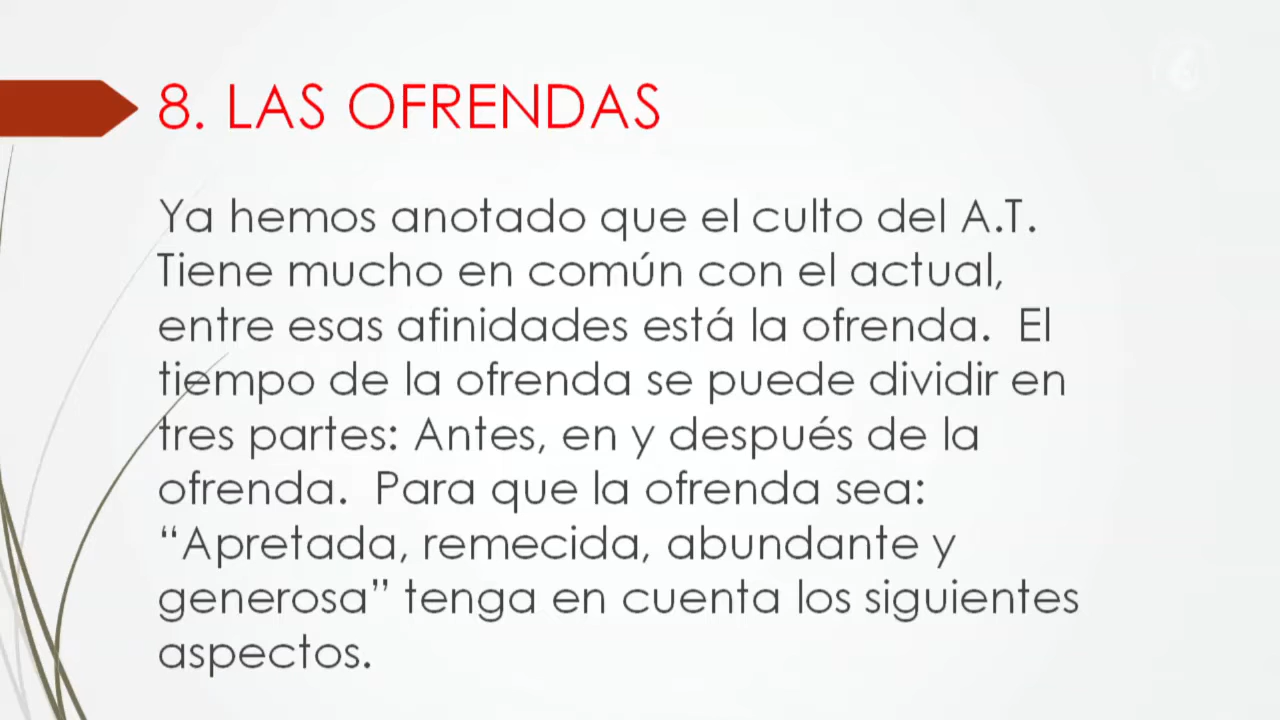 8. LAS OFRENDAS
Ya hemos anotado que el culto del A.T.
Tiene mucho en común con el actual,
entre esas afinidades está la ofrenda.  El
tiempo de la ofrenda se puede dividir en
tres partes: Antes, en y después de la
ofrenda.  Para que la ofrenda sea:
“Apretada, remecida, abundante y
generosa” tenga en cuenta los siguientes
aspectos.